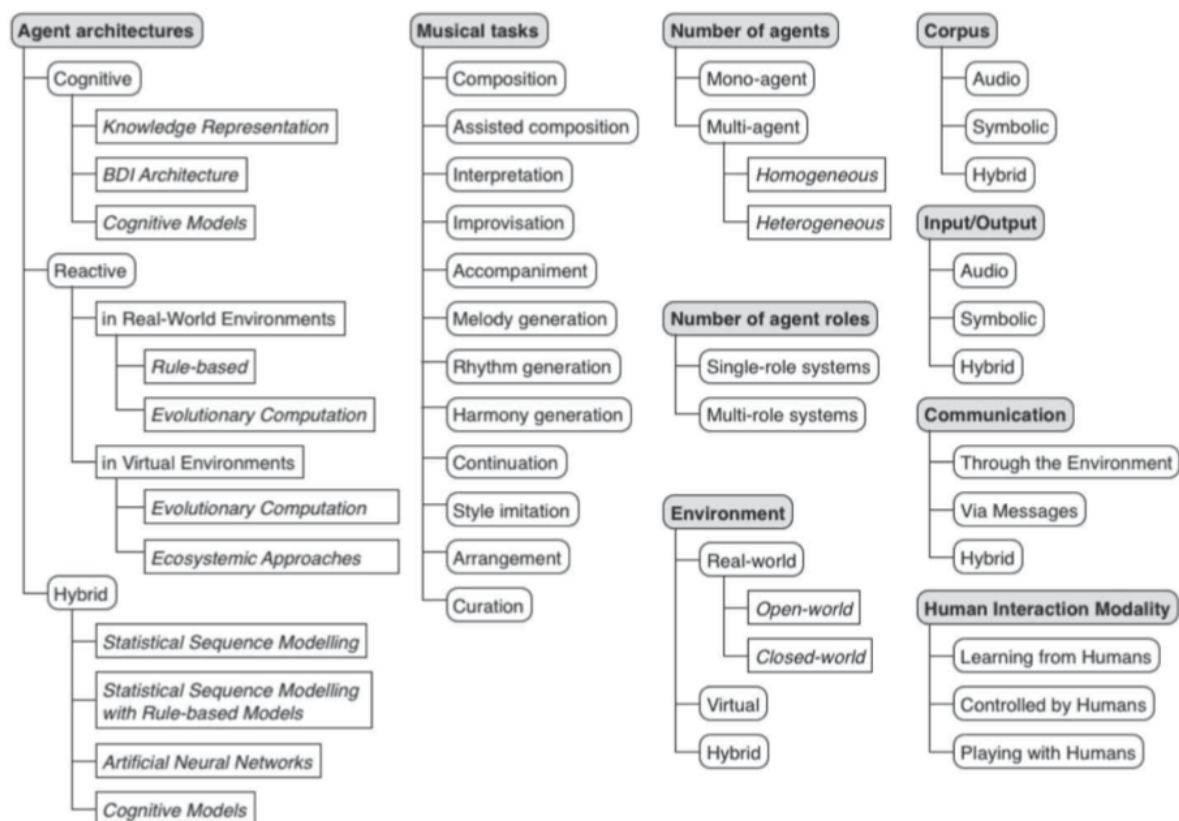 Agent architectures
Cognitive
Knowledge Representation
BDI Architecture
Cognitive Models
Reactive
in Real-World Environments
Rule-based
Evolutionary Computation
in Virtual Environments
Evolutionary Computation
Ecosystemic Approaches
Hybrid
Statistical Sequence Modelling
Statistical Sequence Modelling
with Rule-based Models
Artificial Neural Networks
Cognitive Models
Musical tasks
Composition
Assisted composition
Interpretation
Improvisation
Accompaniment
Melody generation
Rhythm generation
Harmony generation
Continuation
Style imitation
Arrangement
Curation
Number of agents
Mono-agent
Multi-agent
Homogeneous
Heterogeneous
Number of agent roles
Single-role systems
Multi-role systems
Environment
Real-world
Open-world
Closed-world
Virtual
Hybrid
Corpus
Audio
Symbolic
Hybrid
Input/Output
Audio
Symbolic
Hybrid
Communication
Through the Environment
Via Messages
Hybrid
Human Interaction Modality
Learning from Humans
Controlled by Humans
Playing with Humans